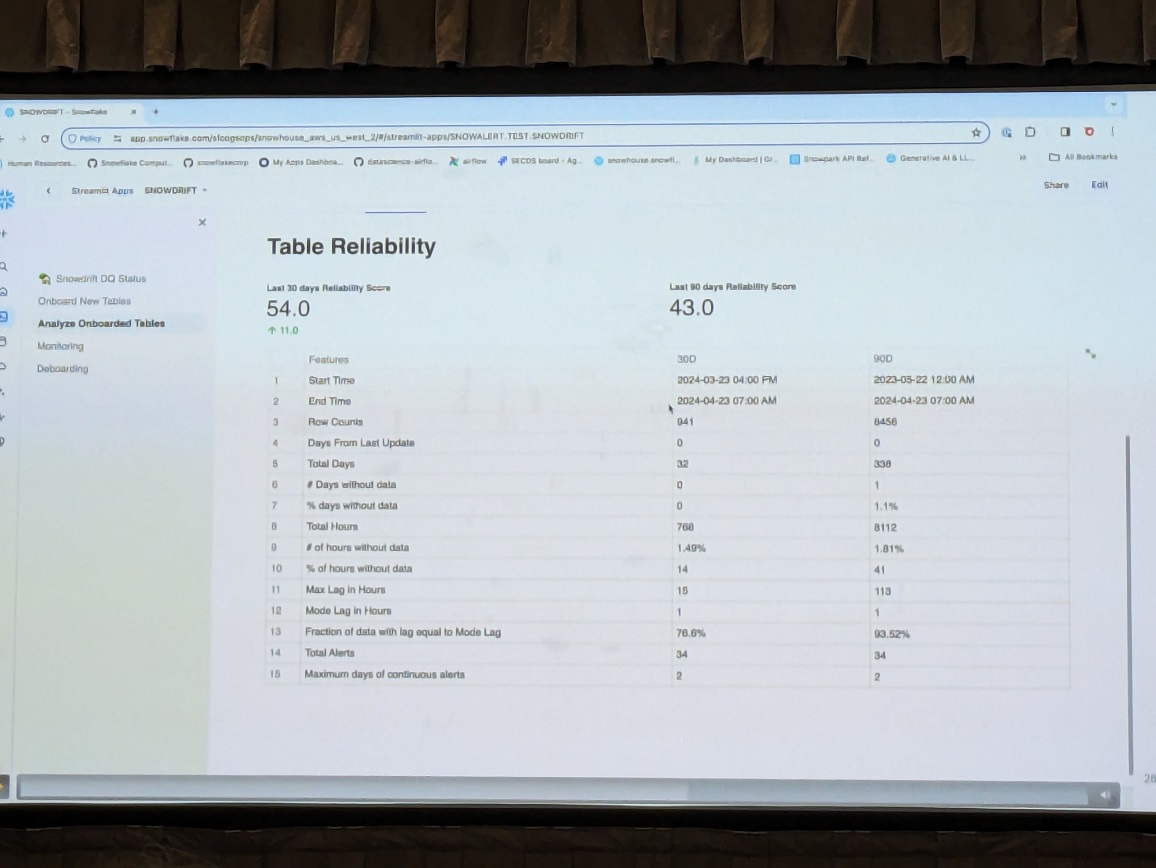 SNOWDRIFT - Snowflake
Policy app.snowflake.com/sfcogsops/snowhouse_aws_us_west_2/#/streamlit-apps/SNOWALERT.TEST.SNOWDRIFT
Human Resources... Snowflake Comput... snowflakecorp My Apps Dashboa... datascience-airflo... airflow SECDS board - Ag... snowhouse.snowfl... My Dashboard | Gr... Snowpark API Ref... Generative AI & LL... All Bookmarks
Streamlit Apps SNOWDRIFT
Share Edit
Snowdrift DQ Status
Onboard New Tables
Analyze Onboarded Tables
Monitoring
Deboarding
Table Reliability
Last 30 days Reliability Score Last 90 days Reliability Score
54.0 43.0
↑ 11.0
Features 30D 90D
1 Start Time 2024-03-23 04:00 PM 2023-05-22 12:00 AM
2 End Time 2024-04-23 07:00 AM 2024-04-23 07:00 AM
3 Row Counts 941 8456
4 Days From Last Update 0 0
5 Total Days 32 338
6 # Days without data 0 1
7 % days without data 0 1.1%
8 Total Hours 768 8112
9 # of hours without data 1.49% 1.81%
10 % of hours without data 14 41
11 Max Lag in Hours 15 113
12 Mode Lag in Hours 1 1
13 Fraction of data with lag equal to Mode Lag 76.6% 93.52%
14 Total Alerts 34 34
15 Maximum days of continuous alerts 2 2